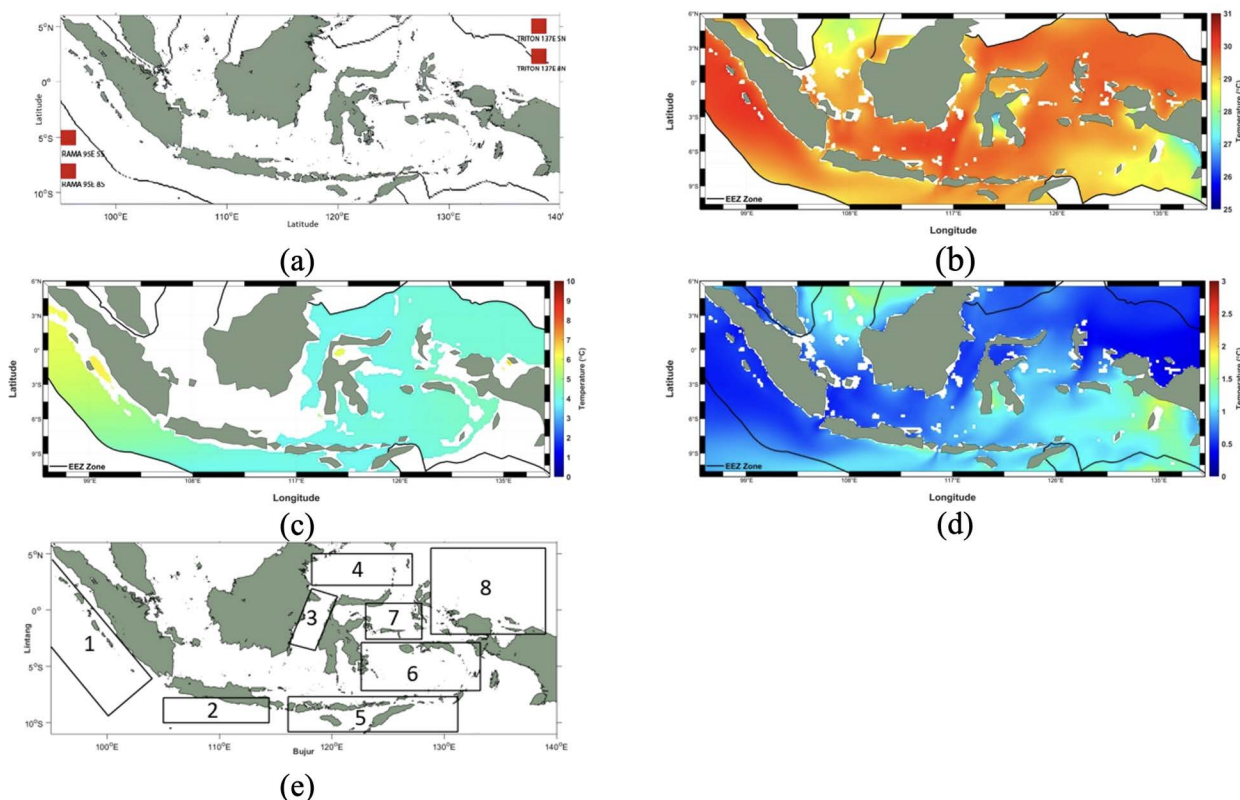 5°N
0°
5°S
10°S
Latitude
TRITON 137E 5N
TRITON 137E 8N
RAMA 95E 5S
RAMA 95E 8S
100°E 110°E 120°E 130°E 140°
Latitude
(a)
6°N
3°N
0°
3°S
6°S
9°S
Latitude
EEZ Zone
99°E 108°E 117°E 126°E 135°E
Longitude
31
30
29
28
27
26
25
Temperature (°C)
(b)
6°N
3°N
0°
3°S
6°S
9°S
Latitude
EEZ Zone
99°E 108°E 117°E 126°E 135°E
Longitude
10
9
8
7
6
5
4
3
2
1
0
Temperature (°C)
(c)
6°N
3°N
0°
3°S
6°S
9°S
Latitude
EEZ Zone
99°E 108°E 117°E 126°E 135°E
Longitude
3
2.5
2
1.5
1
0.5
0
Temperature (°C)
(d)
5°N
0°
5°S
10°S
Lintang
1
2
3
4
5
6
7
8
100°E 110°E 120°E 130°E 140°E
Bujur
(e)